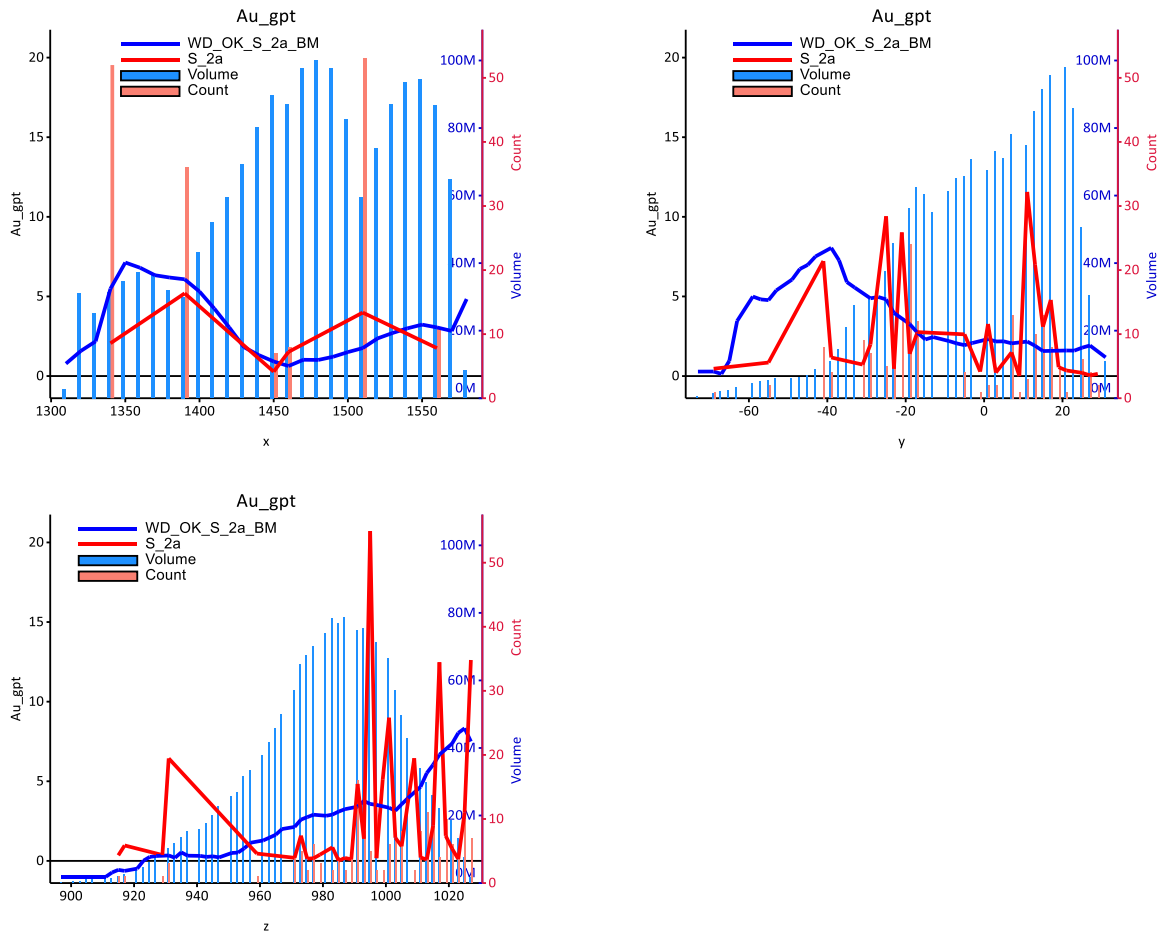 Au_gpt
WD_OK_S_2a_BM
S_2a
Volume
Count
20
15
10
5
0
Au_gpt
100M
80M
60M
40M
20M
0M
Volume
50
40
30
20
10
0
Count
1300 1350 1400 1450 1500 1550
x
Au_gpt
WD_OK_S_2a_BM
S_2a
Volume
Count
20
15
10
5
0
Au_gpt
100M
80M
60M
40M
20M
0M
Volume
50
40
30
20
10
0
Count
-60 -40 -20 0 20
y
Au_gpt
WD_OK_S_2a_BM
S_2a
Volume
Count
20
15
10
5
0
Au_gpt
100M
80M
60M
40M
20M
0M
Volume
50
40
30
20
10
0
Count
900 920 940 960 980 1000 1020
z